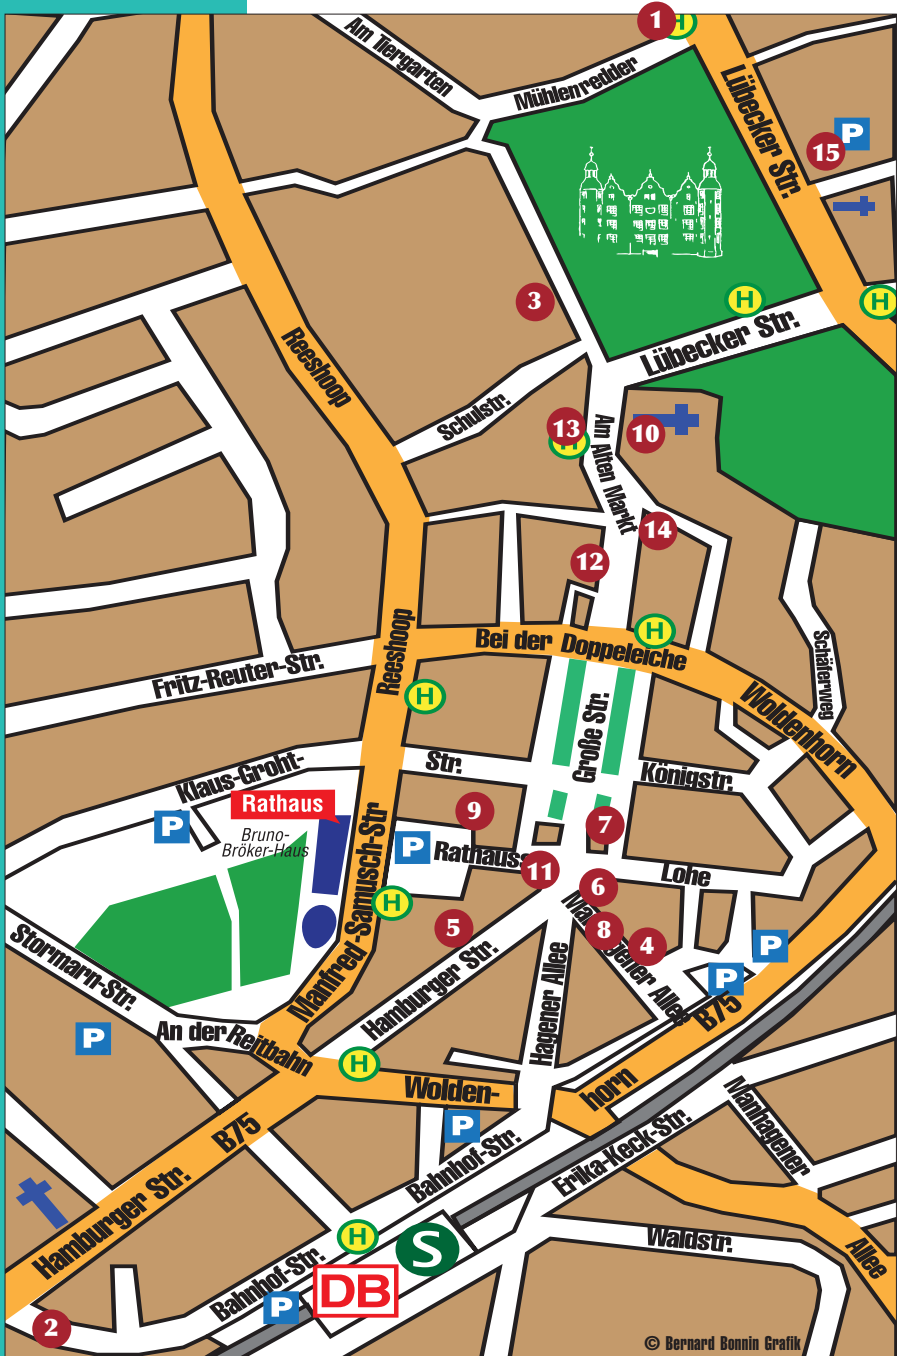 1
H
Am Tiergarten
Mühlenredder
Lübecker Str.
P
15
3
H
H
Lübecker Str.
Reeshoop
Schulstr.
13
H
10
Am Alten Markt
14
12
H
Bei der Doppeleiche
Reeshoop
Fritz-Reuter-Str.
Schäferweg
H
Woldenhorn
Große Str.
Klaus-Groht-
Str.
Königstr.
Rathaus
Bruno-
Bröker-Haus
P
9
7
P
Rathauss
11
Lohe
6
Manfred-Samusch-Str
H
5
8
4
P
P
Hamburger Str.
Hagener Allee
B75
Stormarn-Str.
P
An der Reitbahn
H
Wolden-
horn
P
Bahnhof-Str.
Erika-Keck-Str.
Manhagener
Allee
B75
Hamburger Str.
H
S
Waldstr.
Bahnhof-Str.
P
DB
2
© Bernard Bonnin Grafik